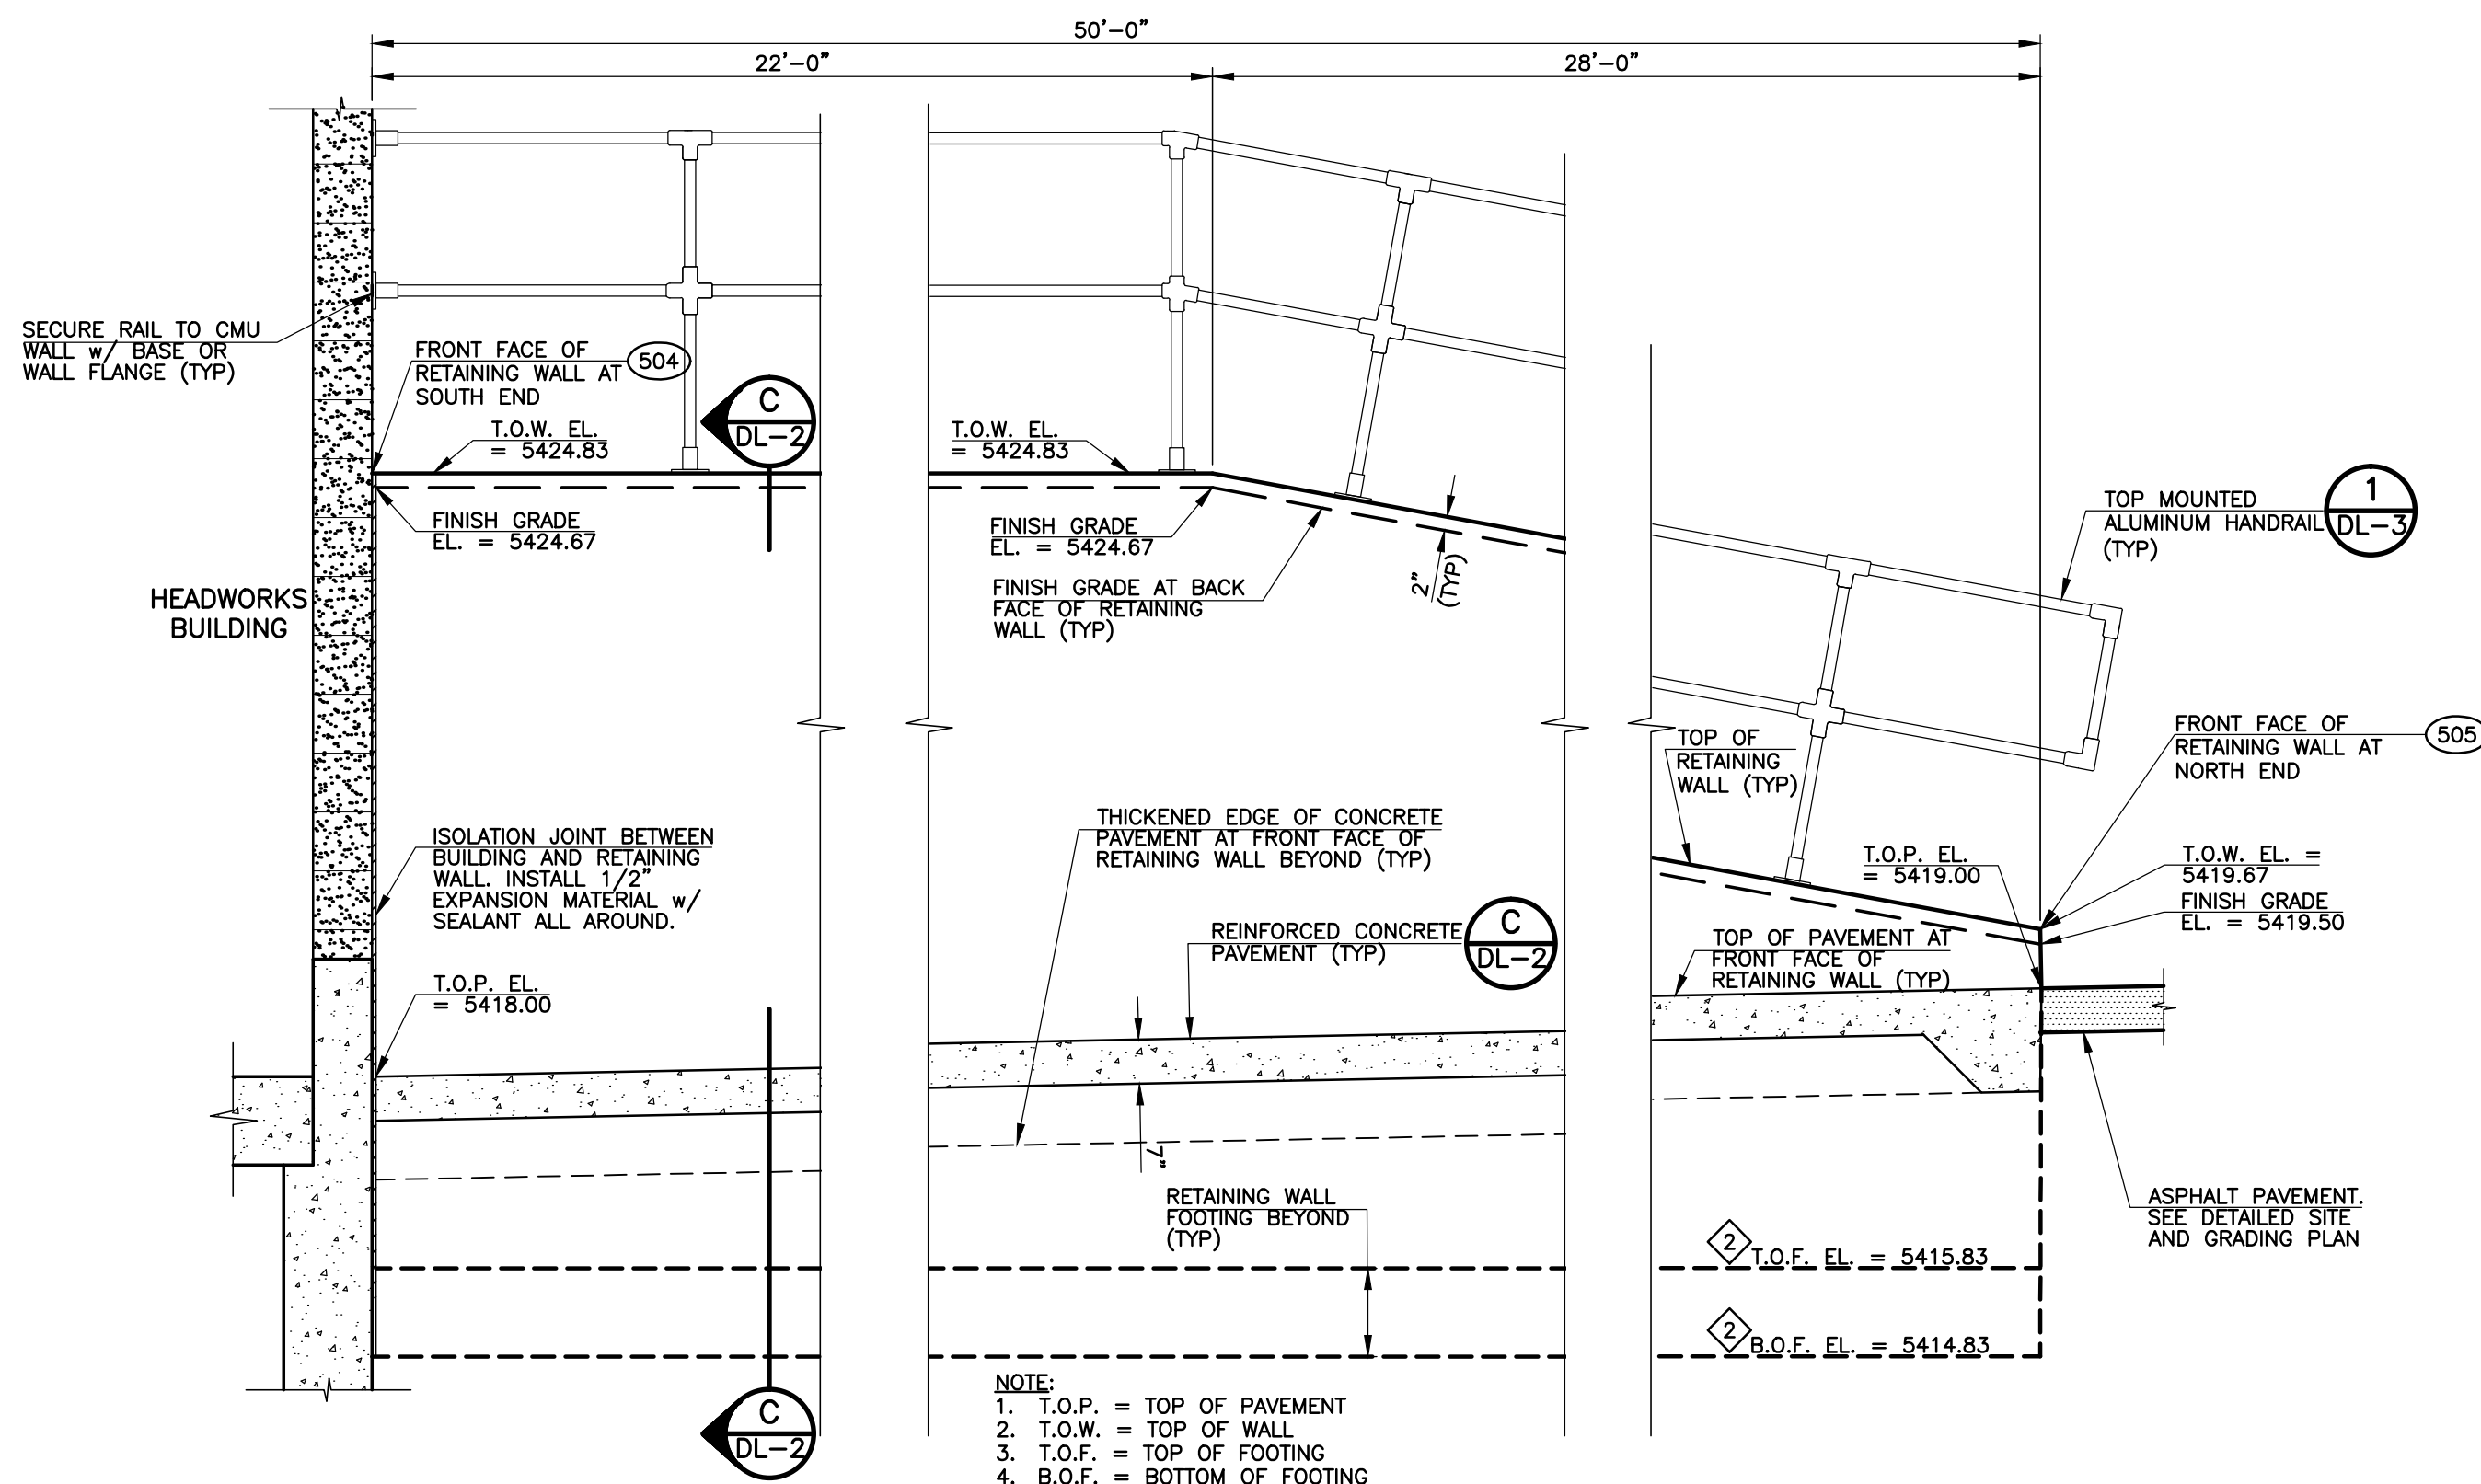 50'-0"
22'-0"
28'-0"
SECURE RAIL TO CMU
WALL w/ BASE OR
WALL FLANGE (TYP)
FRONT FACE OF
RETAINING WALL AT
SOUTH END
504
C
DL-2
T.O.W. EL.
= 5424.83
T.O.W. EL.
= 5424.83
FINISH GRADE
EL. = 5424.67
FINISH GRADE
EL. = 5424.67
FINISH GRADE AT BACK
FACE OF RETAINING
WALL (TYP)
2"
(TYP)
TOP MOUNTED
ALUMINUM HANDRAIL
(TYP)
1
DL-3
HEADWORKS
BUILDING
TOP OF
RETAINING
WALL (TYP)
FRONT FACE OF
RETAINING WALL AT
NORTH END
505
ISOLATION JOINT BETWEEN
BUILDING AND RETAINING
WALL. INSTALL 1/2"
EXPANSION MATERIAL w/
SEALANT ALL AROUND.
THICKENED EDGE OF CONCRETE
PAVEMENT AT FRONT FACE OF
RETAINING WALL BEYOND (TYP)
T.O.P. EL.
= 5419.00
T.O.W. EL. =
5419.67
FINISH GRADE
EL. = 5419.50
REINFORCED CONCRETE
PAVEMENT (TYP)
C
DL-2
TOP OF PAVEMENT AT
FRONT FACE OF
RETAINING WALL (TYP)
T.O.P. EL.
= 5418.00
7"
RETAINING WALL
FOOTING BEYOND
(TYP)
ASPHALT PAVEMENT.
SEE DETAILED SITE
AND GRADING PLAN
2
T.O.F. EL. = 5415.83
2
B.O.F. EL. = 5414.83
C
DL-2
NOTE:
1. T.O.P. = TOP OF PAVEMENT
2. T.O.W. = TOP OF WALL
3. T.O.F. = TOP OF FOOTING
4. B.O.F. = BOTTOM OF FOOTING